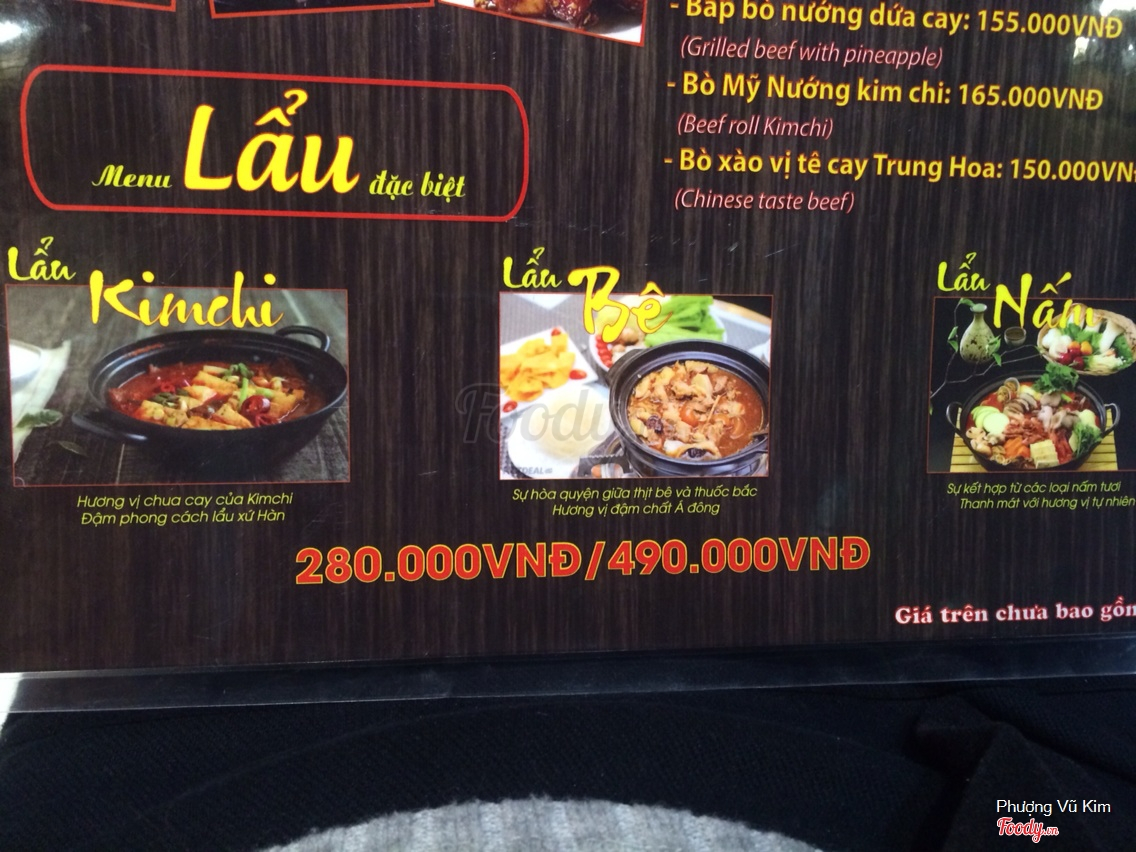 - Bắp bò nướng dứa cay: 155.000VNĐ
(Grilled beef with pineapple)
- Bò Mỹ Nướng kim chi: 165.000VNĐ
(Beef roll Kimchi)
- Bò xào vị tê cay Trung Hoa: 150.000VN
(Chinese taste beef)
Menu Lẩu đặc biệt
Lẩu Kimchi
Hương vị chua cay của Kimchi
Đậm phong cách lẩu xứ Hàn
Lẩu Bê
Foody
Sự hòa quyện giữa thịt bê và thuốc bắc
Hương vị đậm chất Á đông
Lẩu Nấm
Sự kết hợp từ các loại nấm tươi
Thanh mát với hương vị tự nhiên
280.000VNĐ/490.000VNĐ
Giá trên chưa bao gồm
Phượng Vũ Kim
Foody.vn